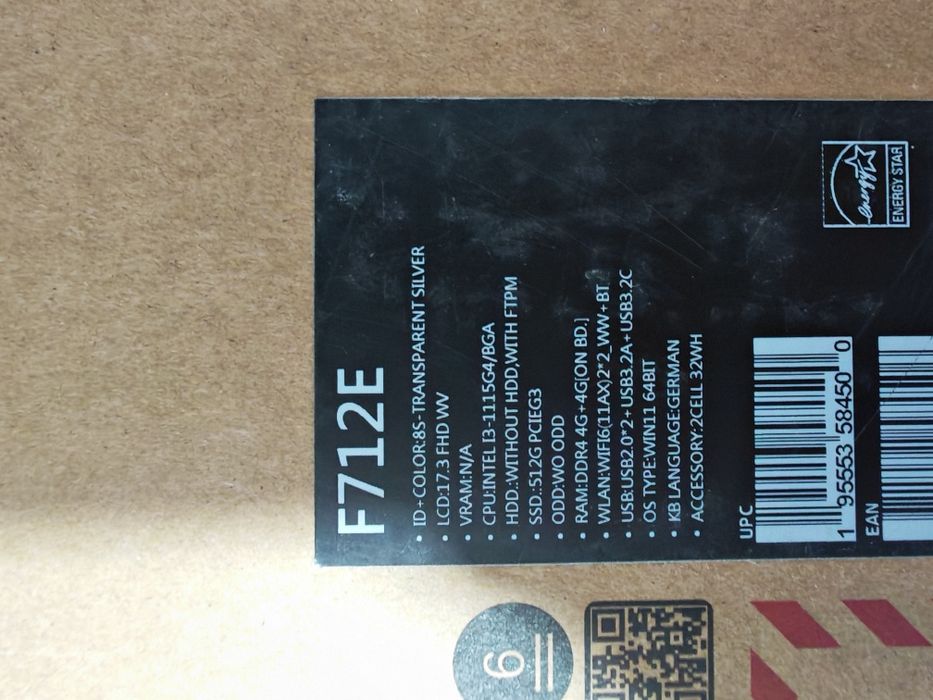 F712E
• ID+COLOR:8S-TRANSPARENT SILVER
• LCD:17.3 FHD WV
• VRAM:N/A
• CPU:INTEL I3-1115G4/BGA
• HDD.:WITHOUT HDD,WITH FTPM
• SSD.:512G PCIEG3
• ODD:WO ODD
• RAM:DDR4 4G+4G[ON BD.]
• WLAN:WIFI6(11AX)2*2_WW+BT
• USB:USB2.0*2+USB3.2A+USB3.2C
• OS TYPE:WIN11 64BIT
• KB LANGUAGE:GERMAN
• ACCESSORY:2CELL 32WH
energy
ENERGY STAR
UPC
1 95553 58450 0
EAN
6